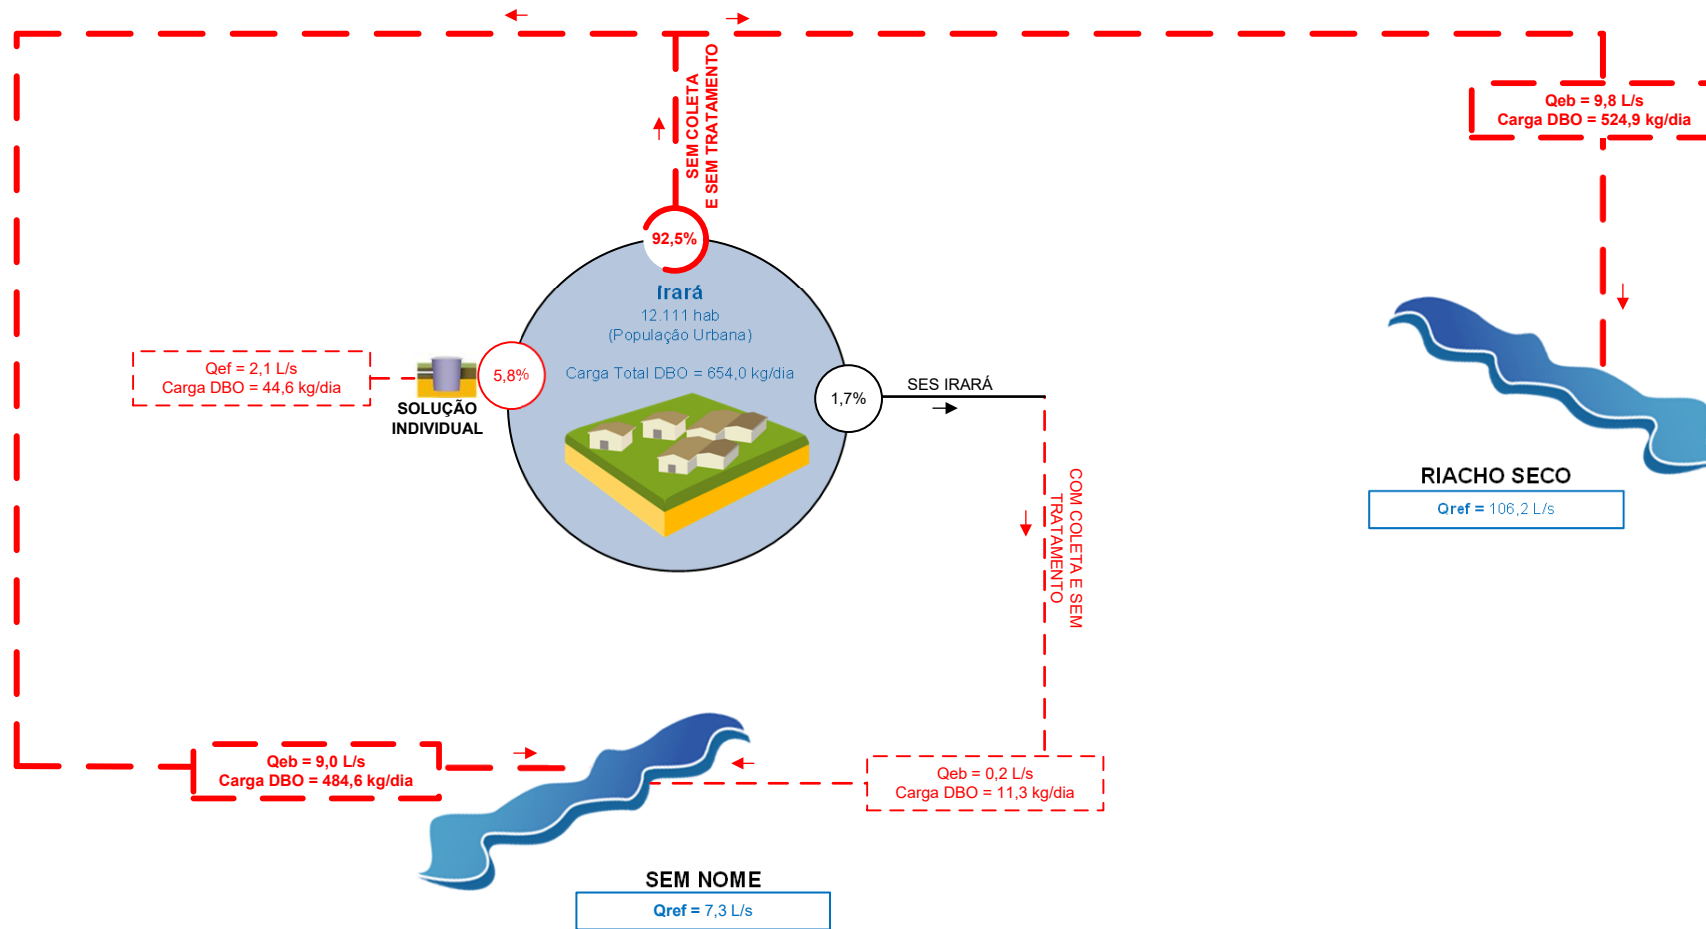 SEM COLETA
E SEM TRATAMENTO
Qeb = 9,8 L/s
Carga DBO = 524,9 kg/dia
92,5%
Irará
12.111 hab
(População Urbana)
Carga Total DBO = 654,0 kg/dia
Qef = 2,1 L/s
Carga DBO = 44,6 kg/dia
5,8%
SOLUÇÃO
INDIVIDUAL
1,7%
SES IRARÁ
COM COLETA E SEM
TRATAMENTO
RIACHO SECO
Qref = 106,2 L/s
Qeb = 9,0 L/s
Carga DBO = 484,6 kg/dia
Qeb = 0,2 L/s
Carga DBO = 11,3 kg/dia
SEM NOME
Qref = 7,3 L/s